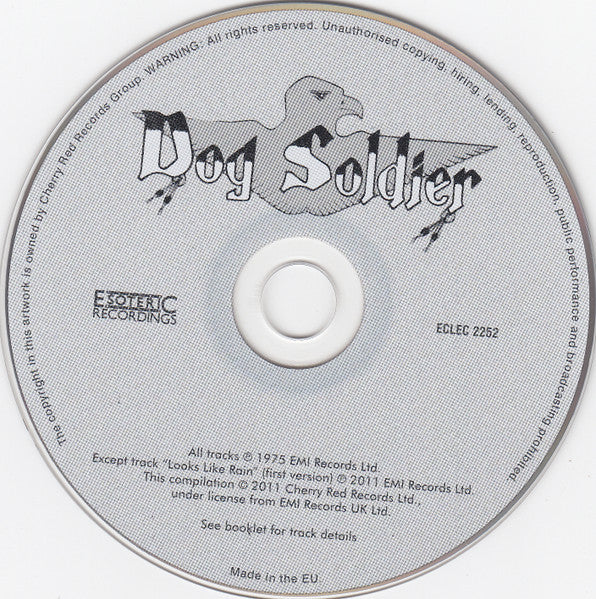 The copyright in this artwork is owned by Cherry Red Records Group. WARNING: All rights reserved. Unauthorised copying, hiring, lending, reproduction, public performance and broadcasting prohibited.
Dog Soldier
ESOTERIC
RECORDINGS
ECLEC 2252
All tracks ℗ 1975 EMI Records Ltd.
Except track "Looks Like Rain" (first version) ℗ 2011 EMI Records Ltd.
This compilation © 2011 Cherry Red Records Ltd.,
under license from EMI Records UK Ltd.
See booklet for track details
Made in the EU.